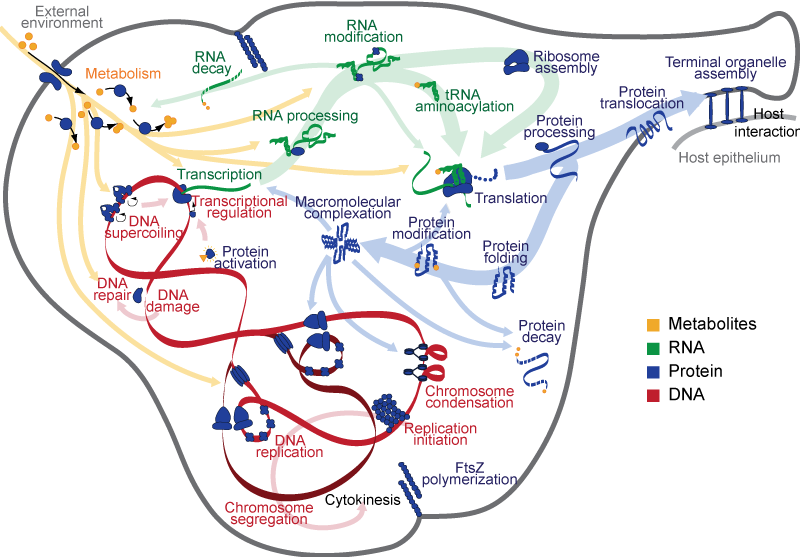 External
environment
Metabolism
RNA
decay
RNA
modification
Ribosome
assembly
Terminal organelle
assembly
tRNA
aminoacylation
Protein
translocation
RNA processing
Protein
processing
Host
interaction
Host epithelium
Transcription
Translation
DNA
supercoiling
Transcriptional
regulation
Macromolecular
complexation
Protein
modification
Protein
activation
Protein
folding
DNA
repair
DNA
damage
Protein
decay
Metabolites
RNA
Protein
DNA
Chromosome
condensation
Replication
initiation
DNA
replication
FtsZ
polymerization
Cytokinesis
Chromosome
segregation